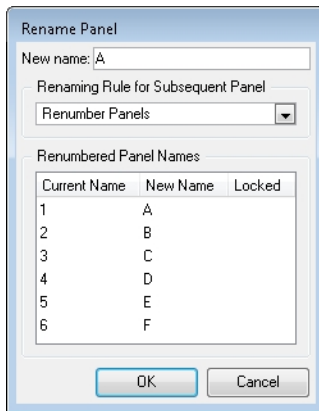 Rename Panel
New name: A
Renaming Rule for Subsequent Panel
Renumber Panels
Renumbered Panel Names
Current Name New Name Locked
1 A
2 B
3 C
4 D
5 E
6 F
OK Cancel